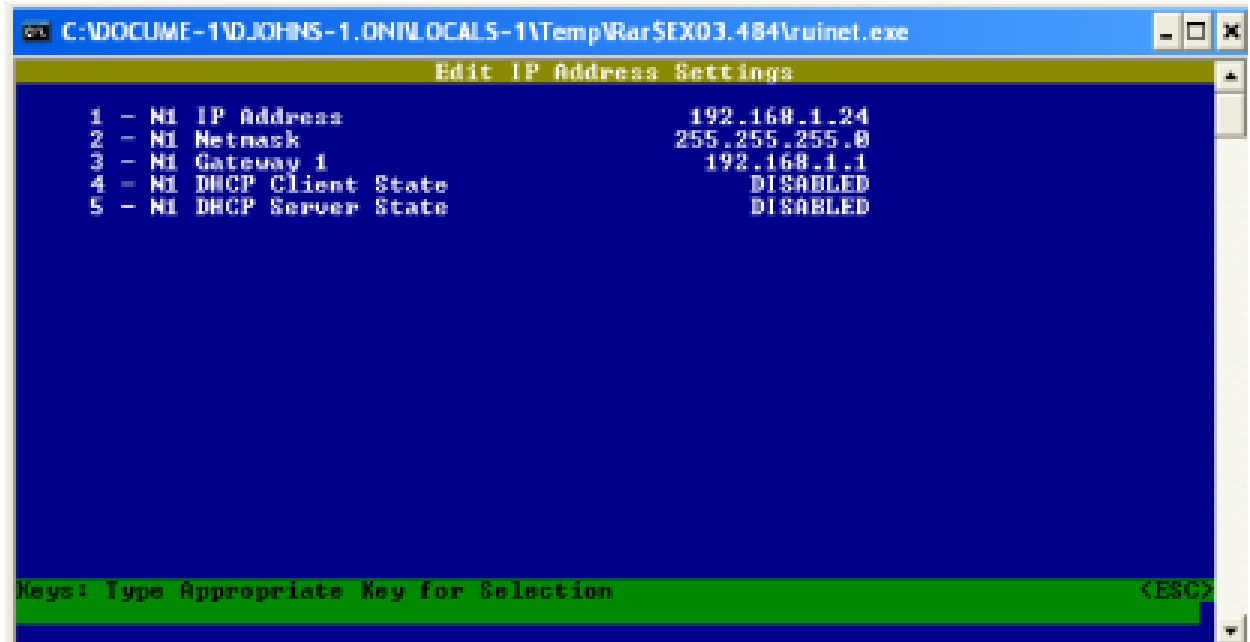 C:\DOCUME~1\DJOHNS~1.ONI\LOCALS~1\Temp\Rar$EX03.484\ruinet.exe
Edit IP Address Settings
1 - N1 IP Address 192.168.1.24
2 - N1 Netmask 255.255.255.0
3 - N1 Gateway 1 192.168.1.1
4 - N1 DHCP Client State DISABLED
5 - N1 DHCP Server State DISABLED
Keys: Type Appropriate Key for Selection <ESC>